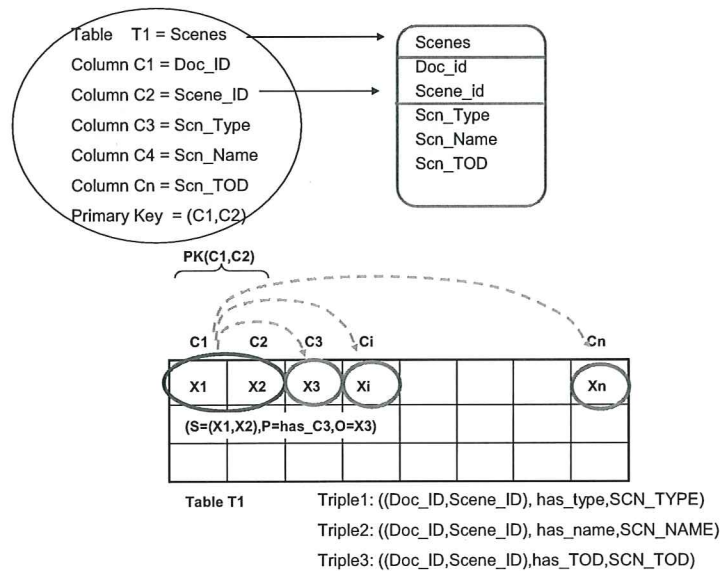 Table T1 = Scenes
Column C1 = Doc_ID
Column C2 = Scene_ID
Column C3 = Scn_Type
Column C4 = Scn_Name
Column Cn = Scn_TOD
Primary Key = (C1,C2)
Scenes
Doc_id
Scene_id
Scn_Type
Scn_Name
Scn_TOD
PK(C1,C2)
C1 C2 C3 Ci Cn
X1 X2 X3 Xi Xn
(S=(X1,X2),P=has_C3,O=X3)
Table T1
Triple1: ((Doc_ID,Scene_ID), has_type,SCN_TYPE)
Triple2: ((Doc_ID,Scene_ID), has_name,SCN_NAME)
Triple3: ((Doc_ID,Scene_ID),has_TOD,SCN_TOD)